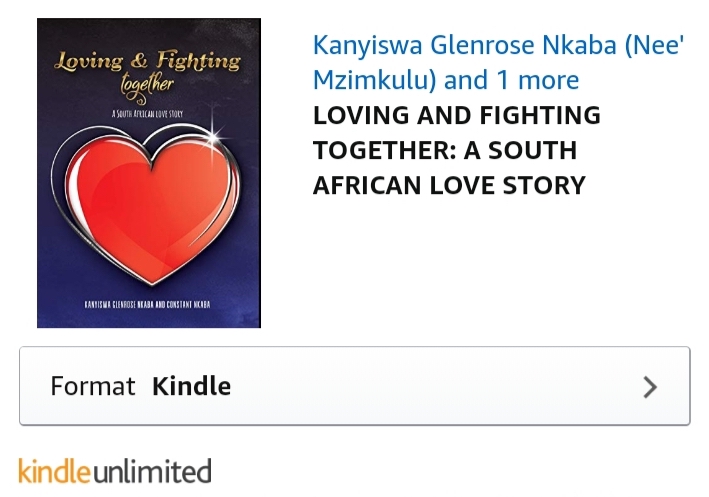 Loving & Fighting
together
A SOUTH AFRICAN LOVE STORY
KANYISWA GLENROSE NKABA AND CONSTANT NKABA
Kanyiswa Glenrose Nkaba (Nee'
Mzimkulu) and 1 more
LOVING AND FIGHTING
TOGETHER: A SOUTH
AFRICAN LOVE STORY
Format Kindle
kindleunlimited